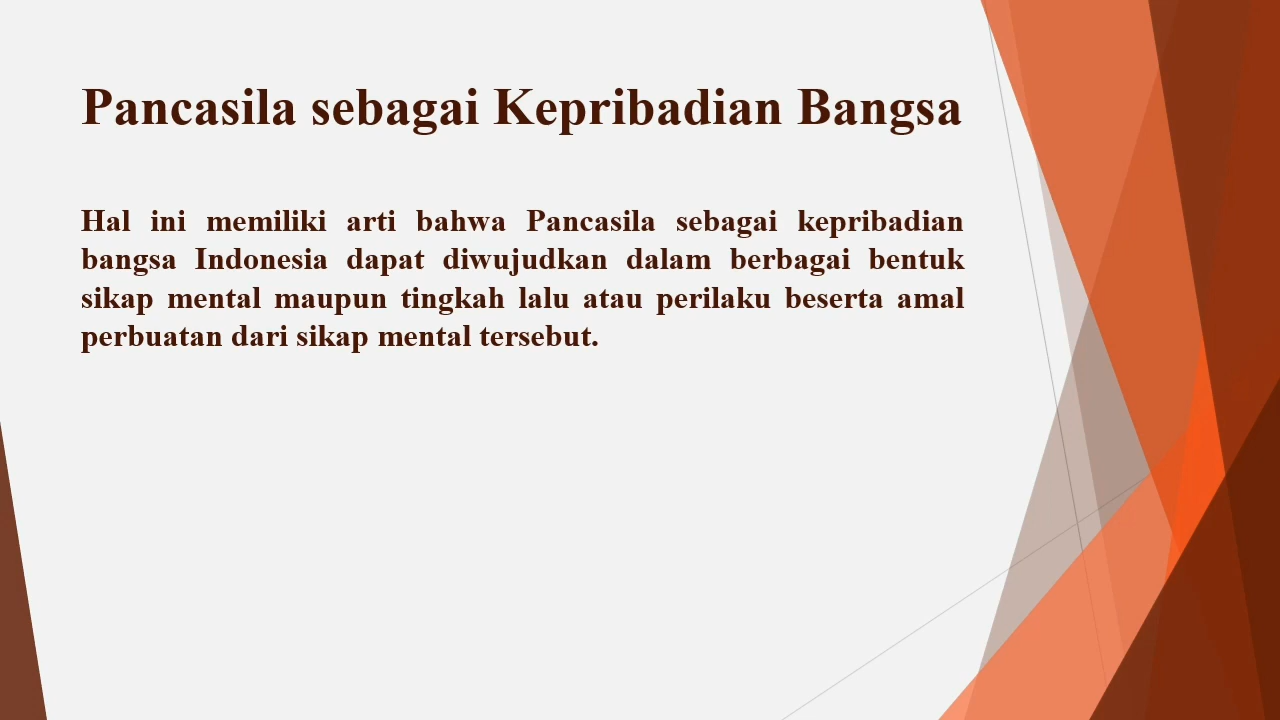 Pancasila sebagai Kepribadian Bangsa
Hal ini memiliki arti bahwa Pancasila sebagai kepribadian
bangsa Indonesia dapat diwujudkan dalam berbagai bentuk
sikap mental maupun tingkah lalu atau perilaku beserta amal
perbuatan dari sikap mental tersebut.